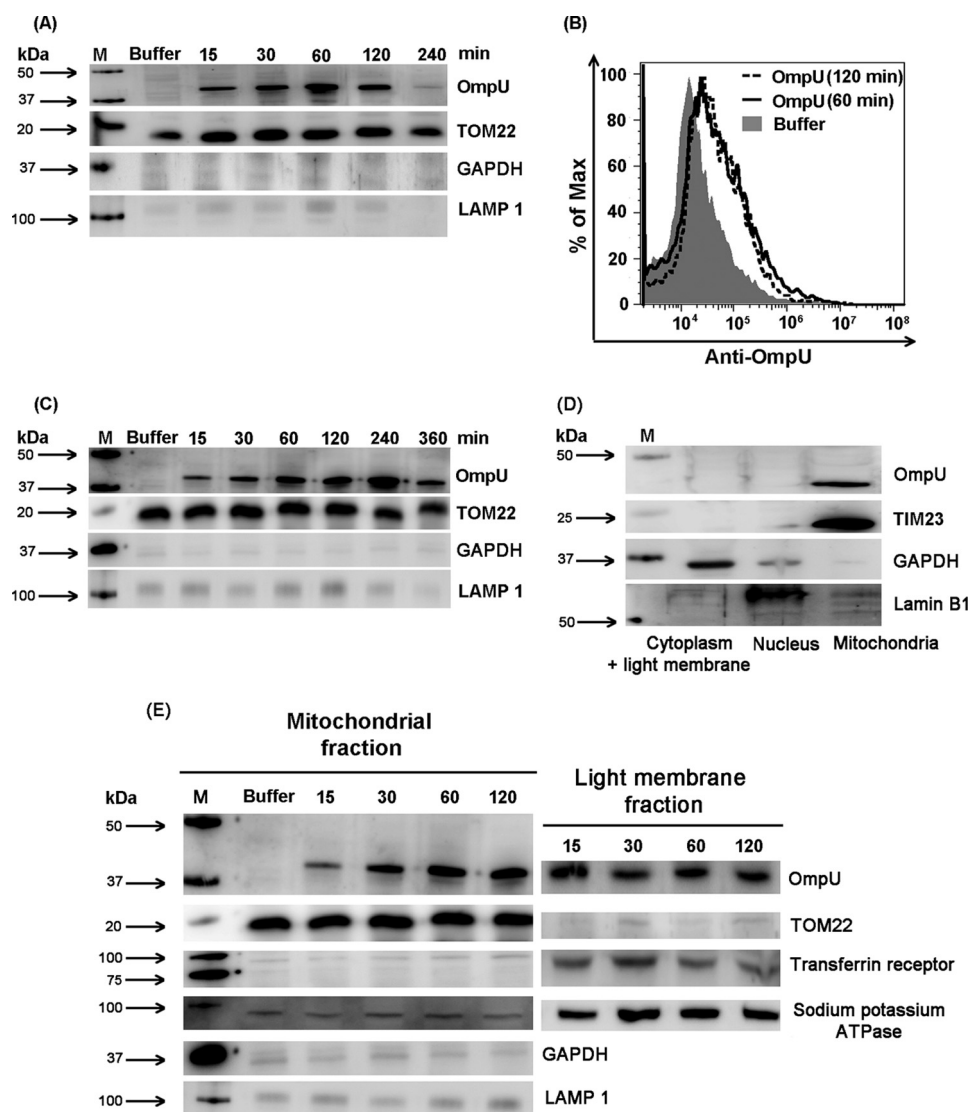 (A)
kDa M Buffer 15 30 60 120 240 min
50
37
OmpU
20
TOM22
37
GAPDH
100
LAMP 1
(B)
OmpU (120 min)
OmpU (60 min)
Buffer
% of Max
100
80
60
40
20
0
10^4 10^5 10^6 10^7 10^8
Anti-OmpU
(C)
kDa M Buffer 15 30 60 120 240 360 min
50
37
OmpU
20
TOM22
37
GAPDH
100
LAMP 1
(D)
kDa M
50
OmpU
25
TIM23
37
GAPDH
50
Lamin B1
Cytoplasm Nucleus Mitochondria
+ light membrane
(E)
Mitochondrial
fraction
kDa M Buffer 15 30 60 120
50
37
20
100
75
100
37
100
Light membrane
fraction
15 30 60 120
OmpU
TOM22
Transferrin receptor
Sodium potassium
ATPase
GAPDH
LAMP 1